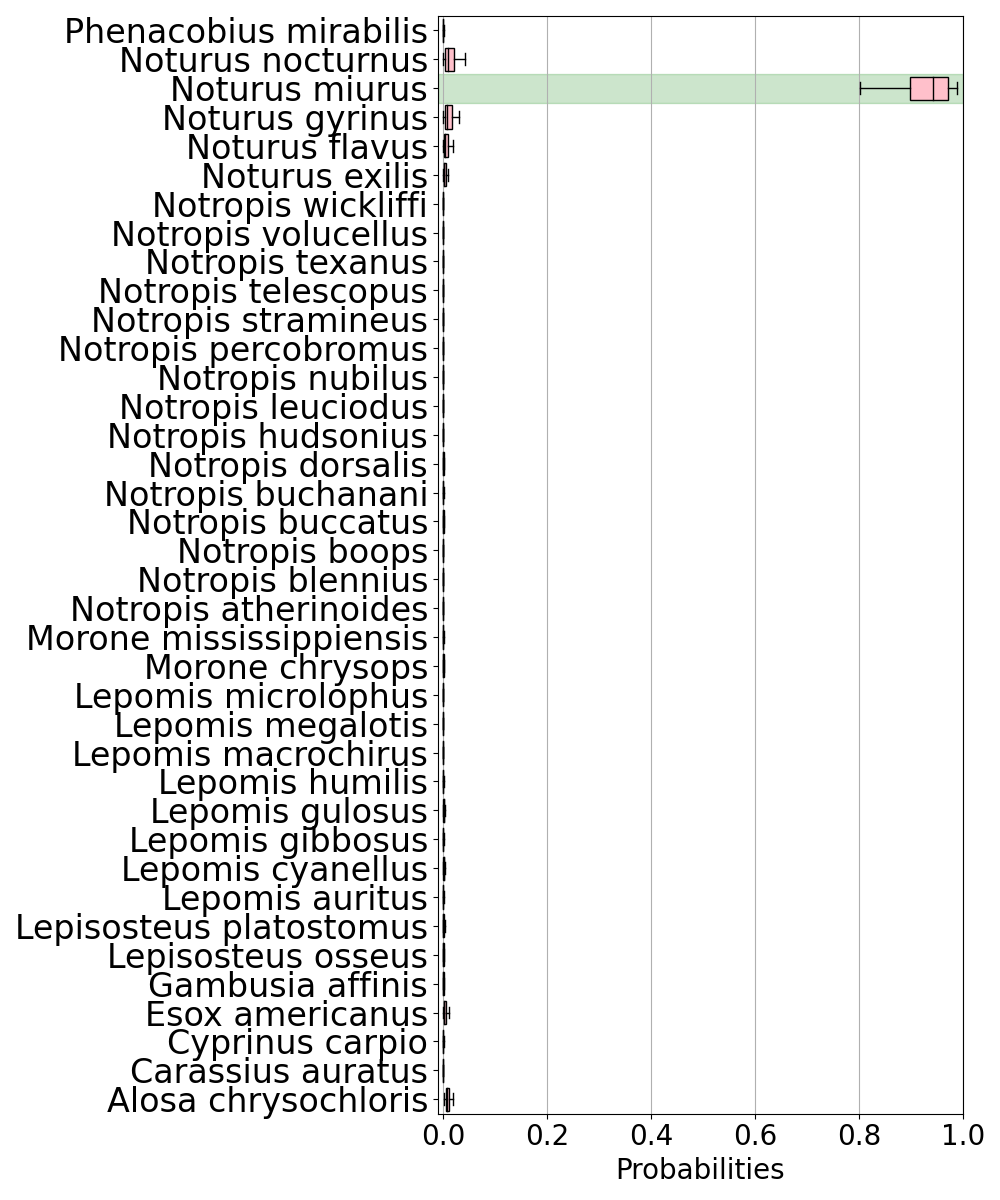 Phenacobius mirabilis
Noturus nocturnus
Noturus miurus
Noturus gyrinus
Noturus flavus
Noturus exilis
Notropis wickliffi
Notropis volucellus
Notropis texanus
Notropis telescopus
Notropis stramineus
Notropis percobromus
Notropis nubilus
Notropis leuciodus
Notropis hudsonius
Notropis dorsalis
Notropis buchanani
Notropis buccatus
Notropis boops
Notropis blennius
Notropis atherinoides
Morone mississippiensis
Morone chrysops
Lepomis microlophus
Lepomis megalotis
Lepomis macrochirus
Lepomis humilis
Lepomis gulosus
Lepomis gibbosus
Lepomis cyanellus
Lepomis auritus
Lepisosteus platostomus
Lepisosteus osseus
Gambusia affinis
Esox americanus
Cyprinus carpio
Carassius auratus
Alosa chrysochloris
0.0 0.2 0.4 0.6 0.8 1.0
Probabilities